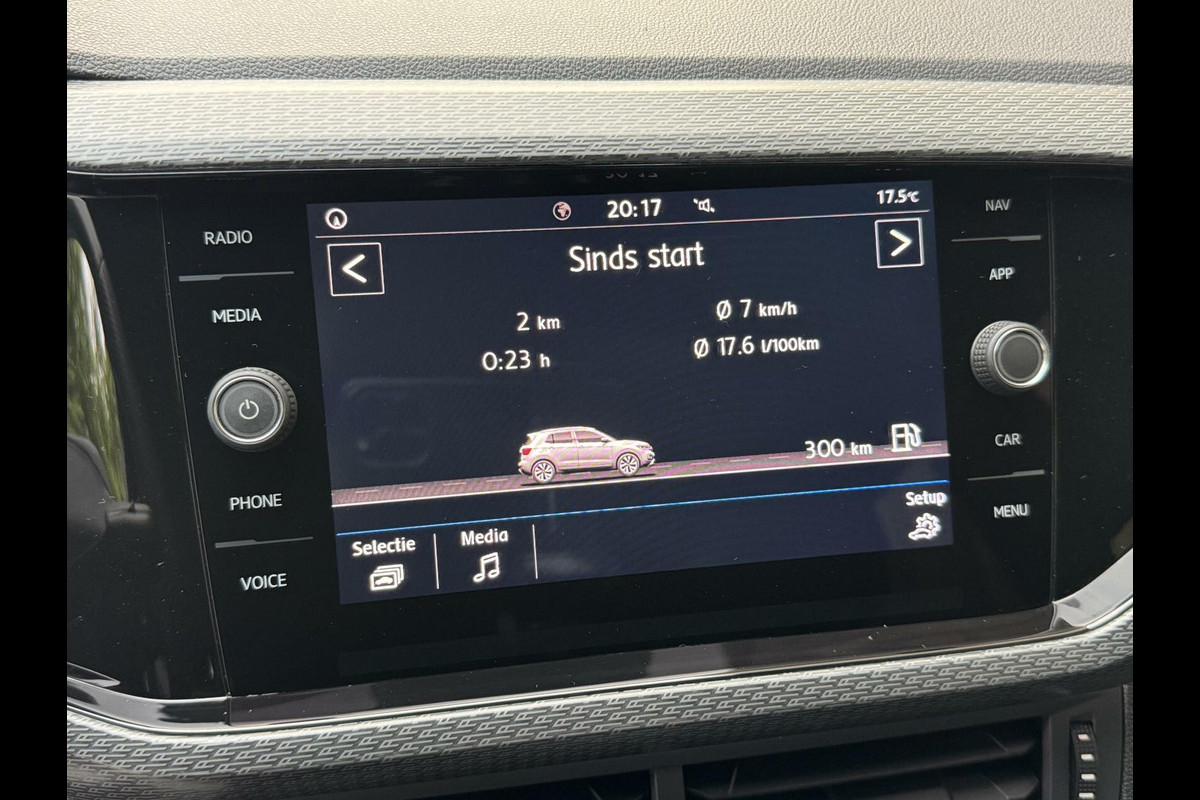 RADIO
MEDIA
PHONE
VOICE
20:17
17.5°C
Sinds start
2 km
Ø 7 km/h
0:23 h
Ø 17.6 l/100km
300 km
Selectie
Media
Setup
NAV
APP
CAR
MENU